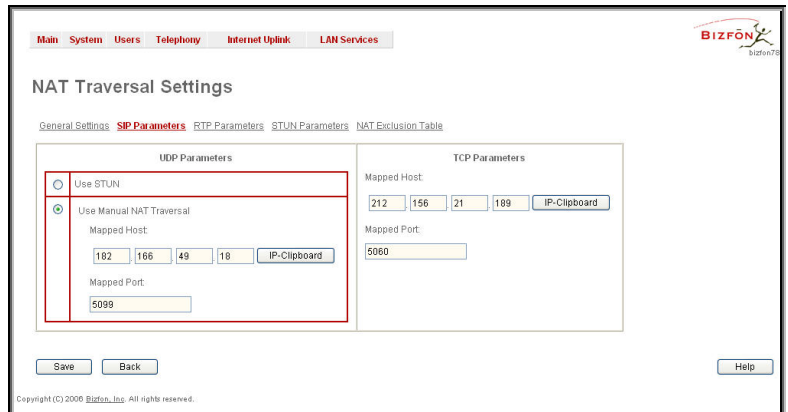 Main System Users Telephony Internet Uplink LAN Services
BIZFŌN
bizfon78
NAT Traversal Settings
General Settings SIP Parameters RTP Parameters STUN Parameters NAT Exclusion Table
UDP Parameters
Use STUN
Use Manual NAT Traversal
Mapped Host:
182 . 166 . 49 . 18 IP-Clipboard
Mapped Port:
5099
TCP Parameters
Mapped Host:
212 . 156 . 21 . 189 IP-Clipboard
Mapped Port:
5060
Save Back Help
Copyright (C) 2006 Bizfon, Inc. All rights reserved.